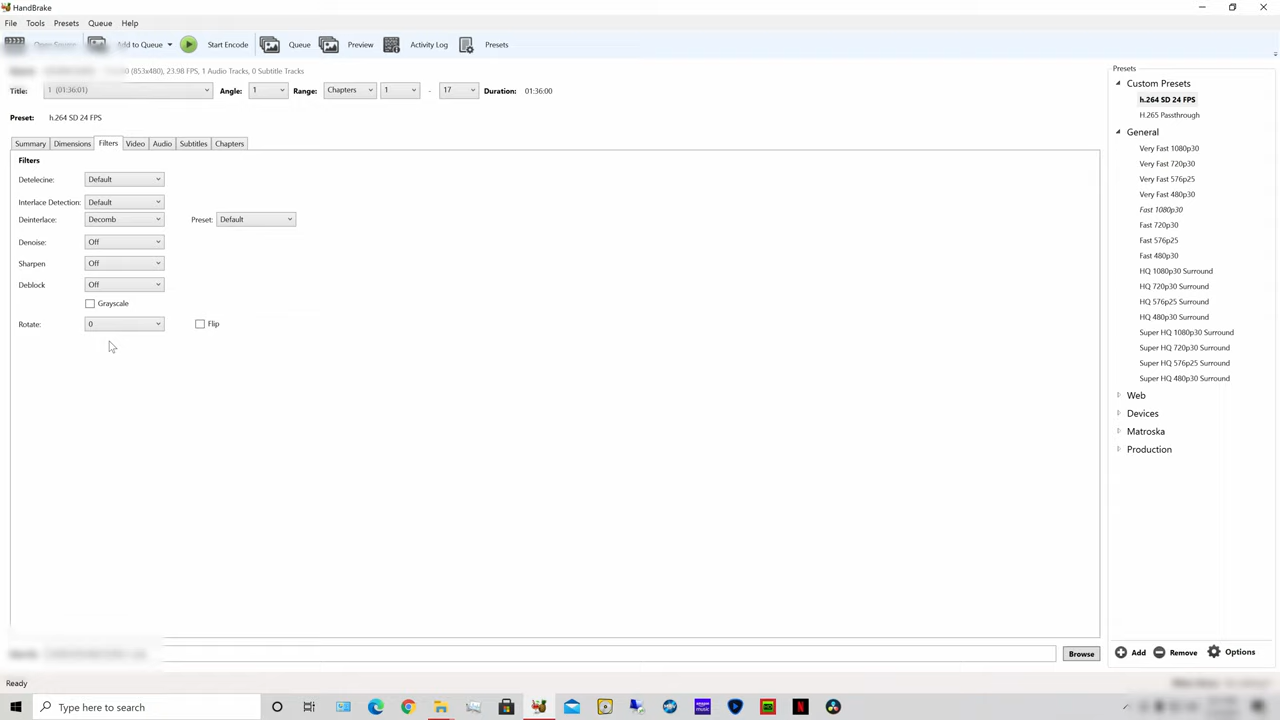 HandBrake
File Tools Presets Queue Help
Add to Queue Start Encode Queue Preview Activity Log Presets
(853x480), 23.98 FPS, 1 Audio Tracks, 0 Subtitle Tracks
Title: 1 (01:36:01) Angle: 1 Range: Chapters 1 - 17 Duration: 01:36:00
Preset: h.264 SD 24 FPS
Summary Dimensions Filters Video Audio Subtitles Chapters
Filters
Detelecine: Default
Interlace Detection: Default
Deinterlace: Decomb Preset: Default
Denoise: Off
Sharpen Off
Deblock Off
Grayscale
Rotate: 0 Flip
Browse
Ready
Presets
Custom Presets
h.264 SD 24 FPS
H.265 Passthrough
General
Very Fast 1080p30
Very Fast 720p30
Very Fast 576p25
Very Fast 480p30
Fast 1080p30
Fast 720p30
Fast 576p25
Fast 480p30
HQ 1080p30 Surround
HQ 720p30 Surround
HQ 576p25 Surround
HQ 480p30 Surround
Super HQ 1080p30 Surround
Super HQ 720p30 Surround
Super HQ 576p25 Surround
Super HQ 480p30 Surround
Web
Devices
Matroska
Production
Add Remove Options
Type here to search